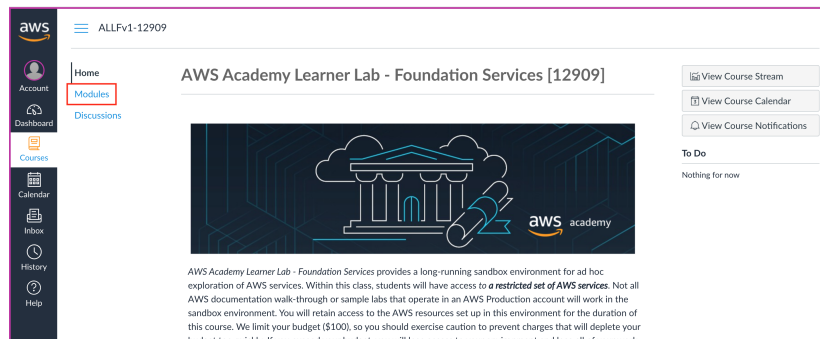 aws
ALLFv1-12909
Account
Dashboard
Courses
Calendar
Inbox
History
Help
Home
Modules
Discussions
AWS Academy Learner Lab - Foundation Services [12909]
aws academy
AWS Academy Learner Lab - Foundation Services provides a long-running sandbox environment for ad hoc
exploration of AWS services. Within this class, students will have access to a restricted set of AWS services. Not all
AWS documentation walk-through or sample labs that operate in an AWS Production account will work in the
sandbox environment. You will retain access to the AWS resources set up in this environment for the duration of
this course. We limit your budget ($100), so you should exercise caution to prevent charges that will deplete your
View Course Stream
View Course Calendar
View Course Notifications
To Do
Nothing for now